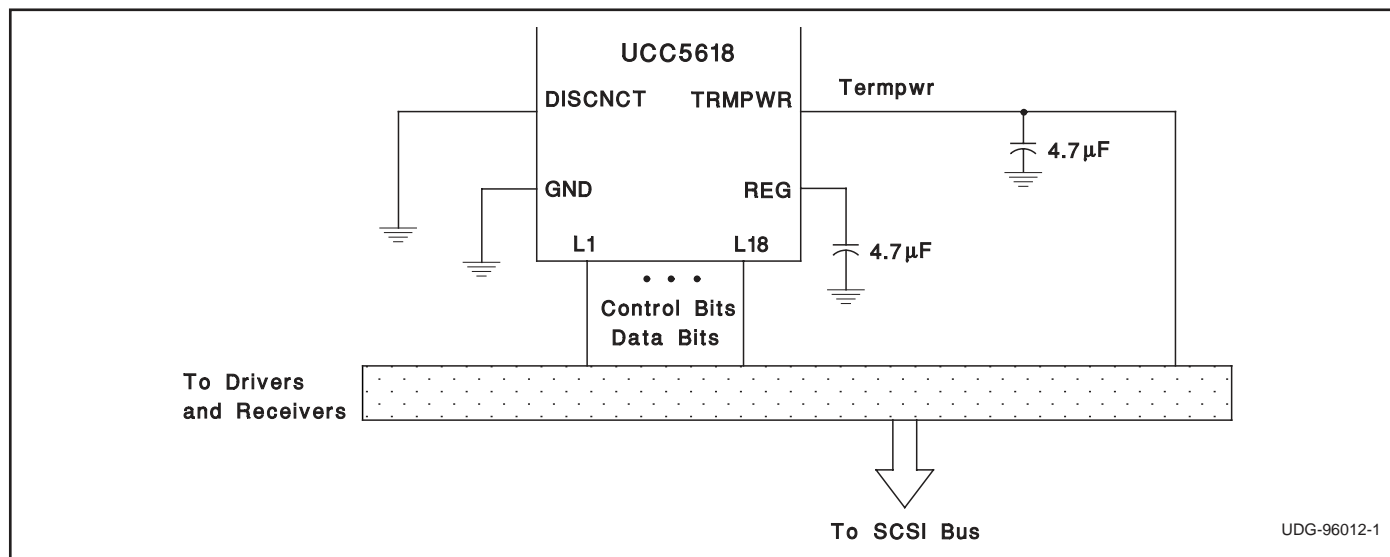 UCC5618
DISCNCT
TRMPWR
Termpwr
4.7µF
GND
REG
4.7µF
L1
L18
• • •
Control Bits
Data Bits
To Drivers
and Receivers
To SCSI Bus
UDG-96012-1